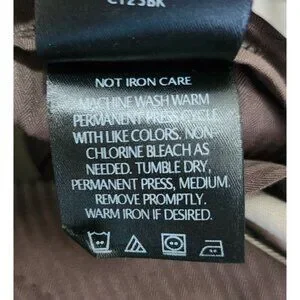 C123BK
NOT IRON CARE
MACHINE WASH WARM
PERMANENT PRESS CYCLE
WITH LIKE COLORS. NON-
CHLORINE BLEACH AS
NEEDED. TUMBLE DRY,
PERMANENT PRESS, MEDIUM.
REMOVE PROMPTLY.
WARM IRON IF DESIRED.